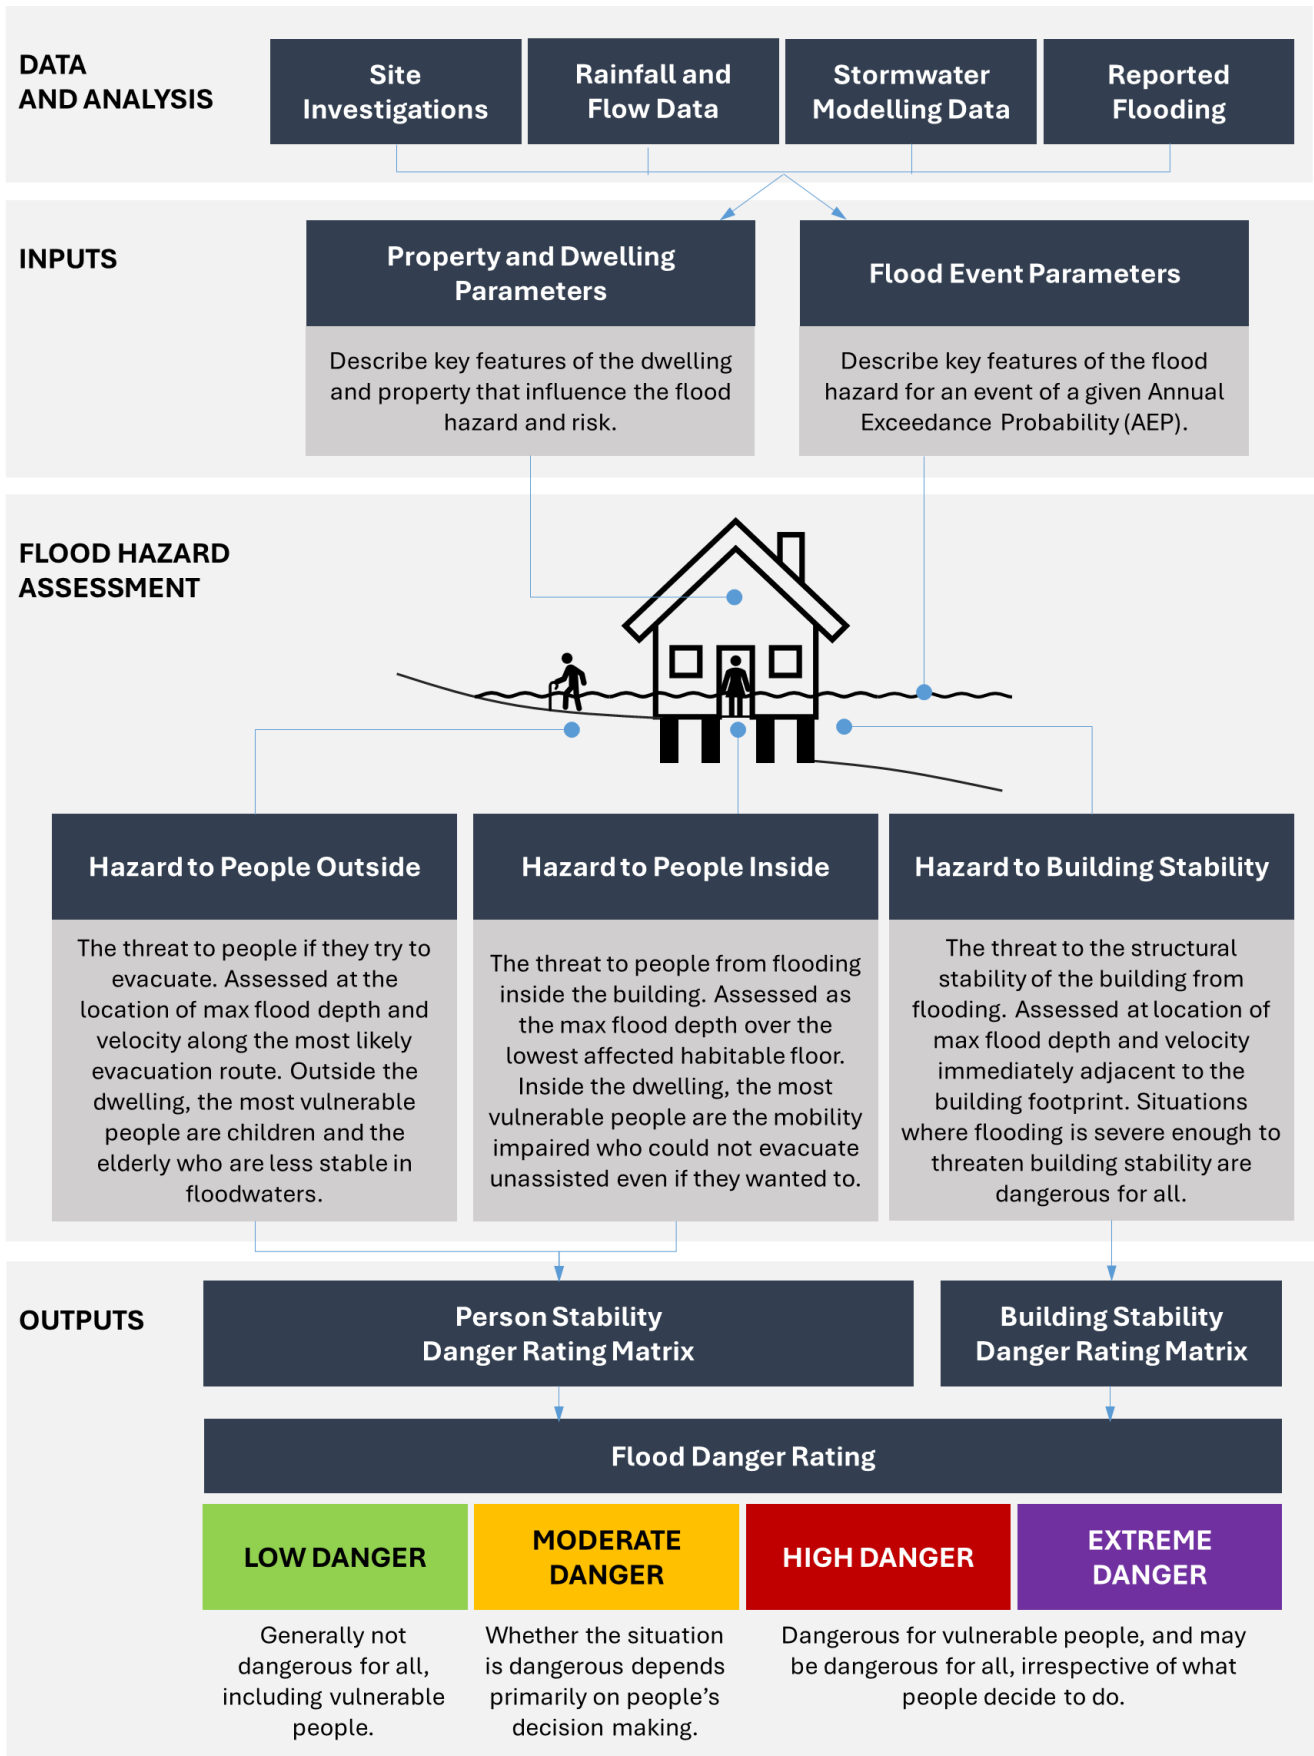 DATA
AND ANALYSIS
Site
Investigations
Rainfall and
Flow Data
Stormwater
Modelling Data
Reported
Flooding
INPUTS
Property and Dwelling
Parameters
Describe key features of the dwelling
and property that influence the flood
hazard and risk.
Flood Event Parameters
Describe key features of the flood
hazard for an event of a given Annual
Exceedance Probability (AEP).
FLOOD HAZARD
ASSESSMENT
Hazard to People Outside
The threat to people if they try to
evacuate. Assessed at the
location of max flood depth and
velocity along the most likely
evacuation route. Outside the
dwelling, the most vulnerable
people are children and the
elderly who are less stable in
floodwaters.
Hazard to People Inside
The threat to people from flooding
inside the building. Assessed as
the max flood depth over the
lowest affected habitable floor.
Inside the dwelling, the most
vulnerable people are the mobility
impaired who could not evacuate
unassisted even if they wanted to.
Hazard to Building Stability
The threat to the structural
stability of the building from
flooding. Assessed at location of
max flood depth and velocity
immediately adjacent to the
building footprint. Situations
where flooding is severe enough to
threaten building stability are
dangerous for all.
OUTPUTS
Person Stability
Danger Rating Matrix
Building Stability
Danger Rating Matrix
Flood Danger Rating
LOW DANGER
Generally not
dangerous for all,
including vulnerable
people.
MODERATE
DANGER
Whether the situation
is dangerous depends
primarily on people's
decision making.
HIGH DANGER
EXTREME
DANGER
Dangerous for vulnerable people, and may
be dangerous for all, irrespective of what
people decide to do.